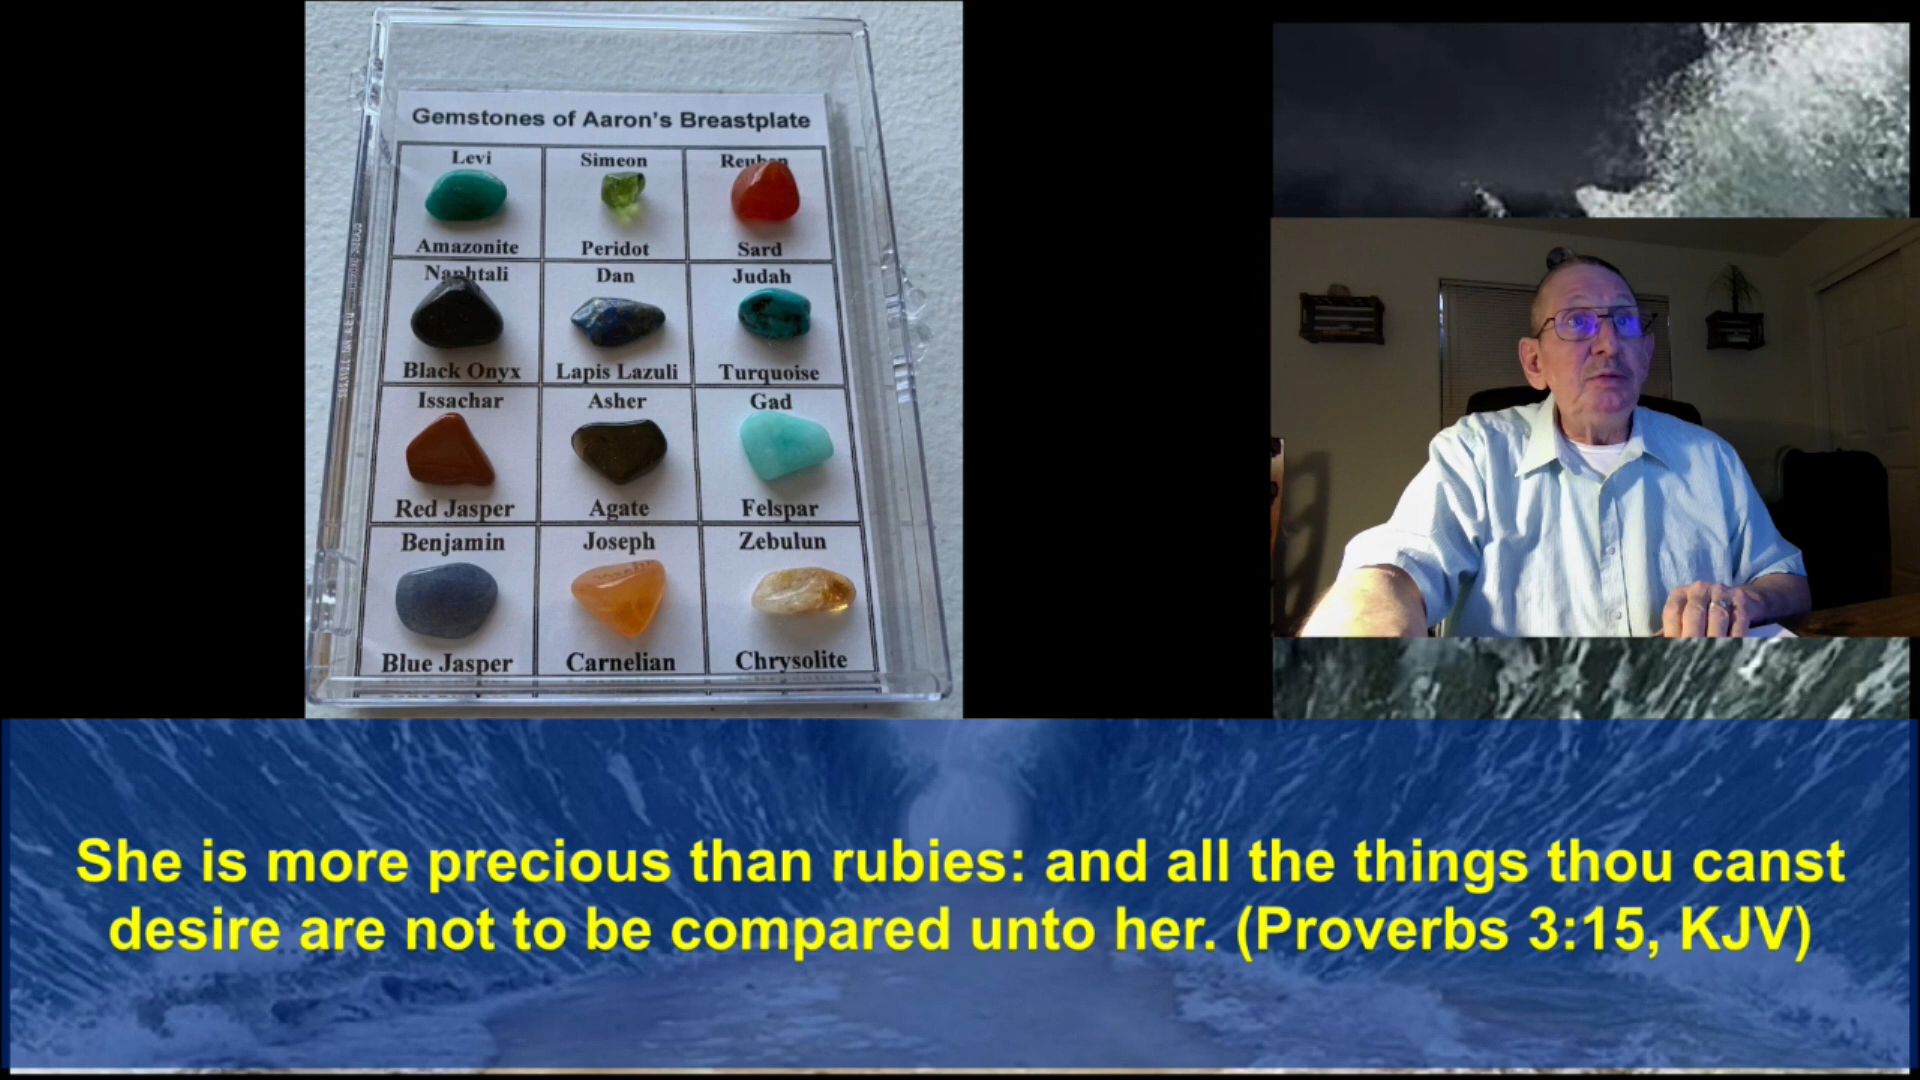 Gemstones of Aaron's Breastplate
Levi Simeon Reuben
Amazonite Peridot Sard
Naphtali Dan Judah
Black Onyx Lapis Lazuli Turquoise
Issachar Asher Gad
Red Jasper Agate Felspar
Benjamin Joseph Zebulun
Blue Jasper Carnelian Chrysolite
She is more precious than rubies: and all the things thou canst
desire are not to be compared unto her. (Proverbs 3:15, KJV)